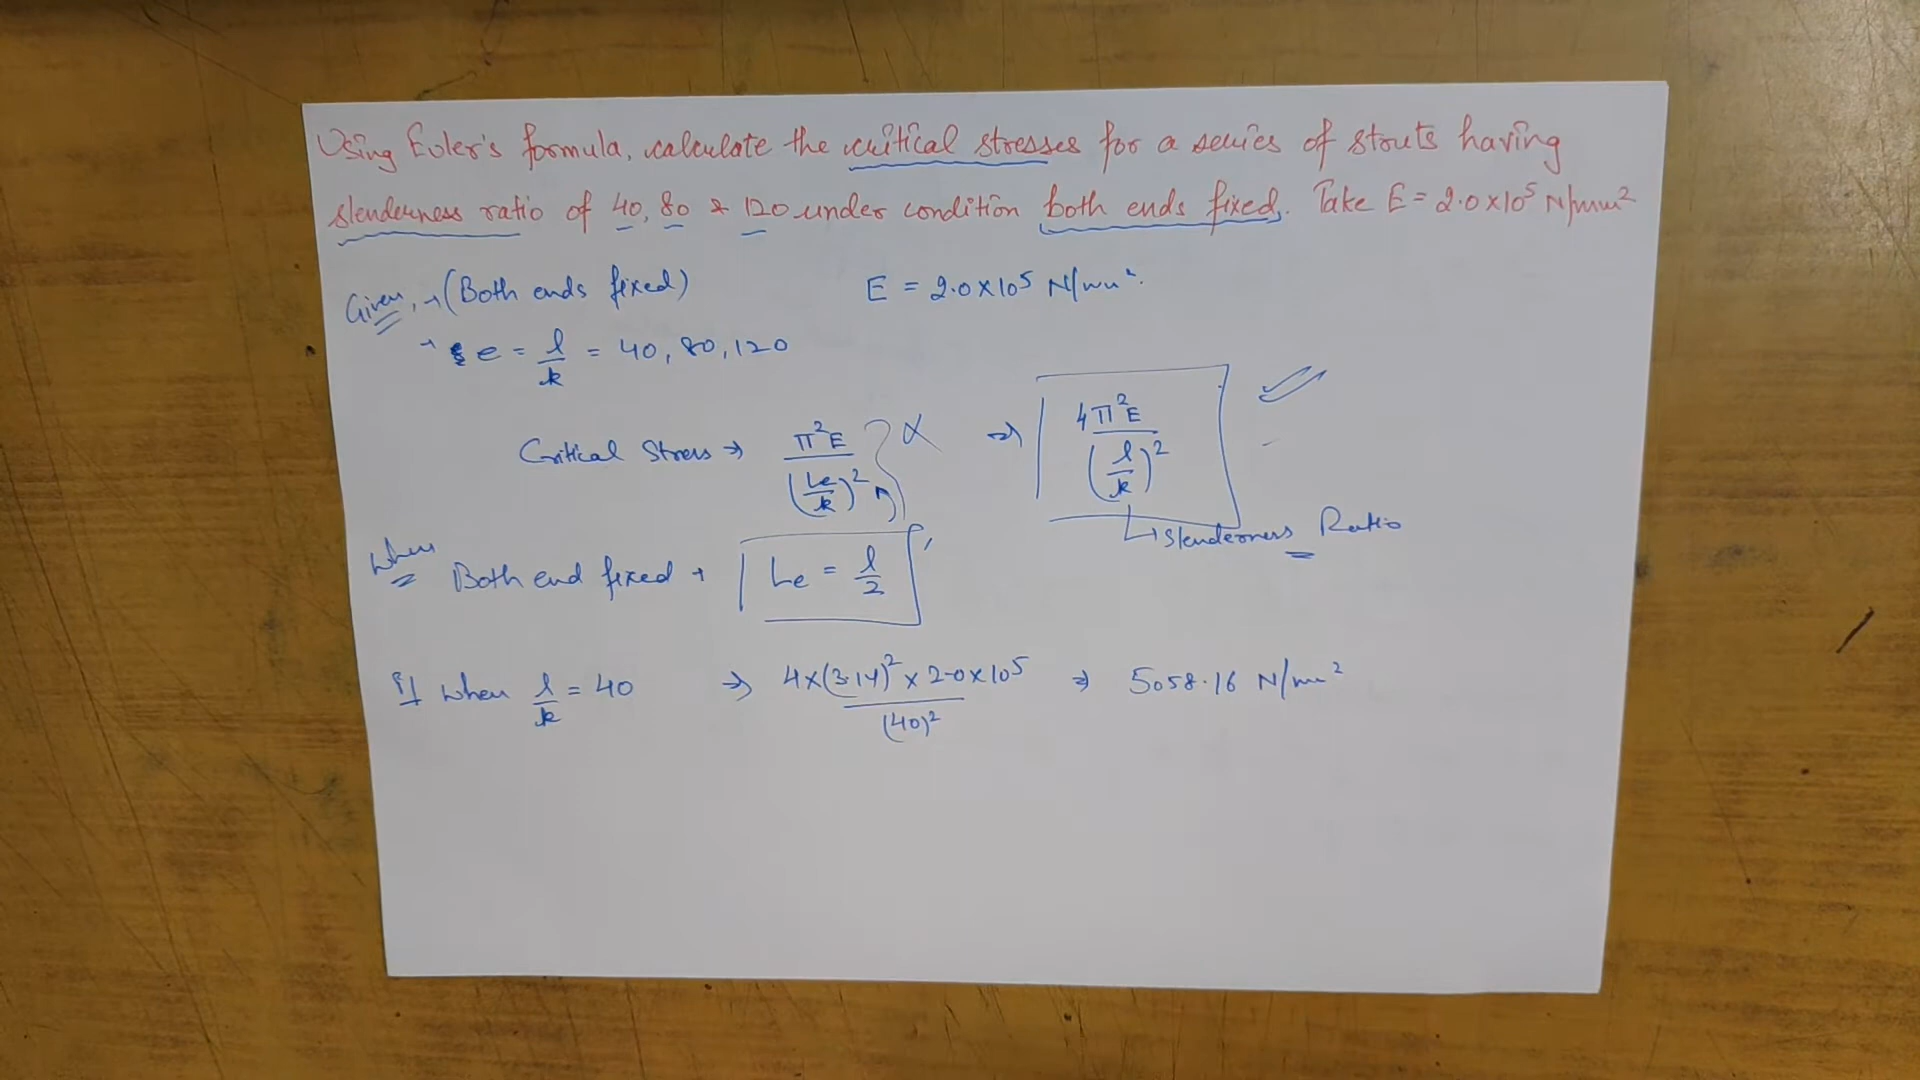 Using Euler's formula, calculate the critical stresses for a series of struts having
slenderness ratio of 40, 80 & 120 under condition both ends fixed. Take E = 2.0×10⁵ N/mm²
Given, → (Both ends fixed) E = 2.0×10⁵ N/mm².
→ e = l/k = 40, 80, 120
Critical Stress → π²E/(Le/k)² ⇒ 4π²E/(l/k)²
↳ Slenderness Ratio
when Both end fixed → Le = l/2
i) when l/k = 40 ⇒ 4×(3.14)²×2.0×10⁵/(40)² ⇒ 5058.16 N/mm²